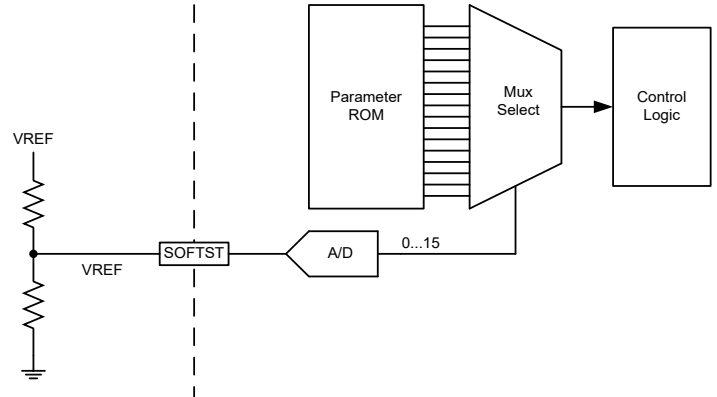 Parameter
ROM
Mux
Select
Control
Logic
VREF
SOFTST
A/D
0...15
VREF